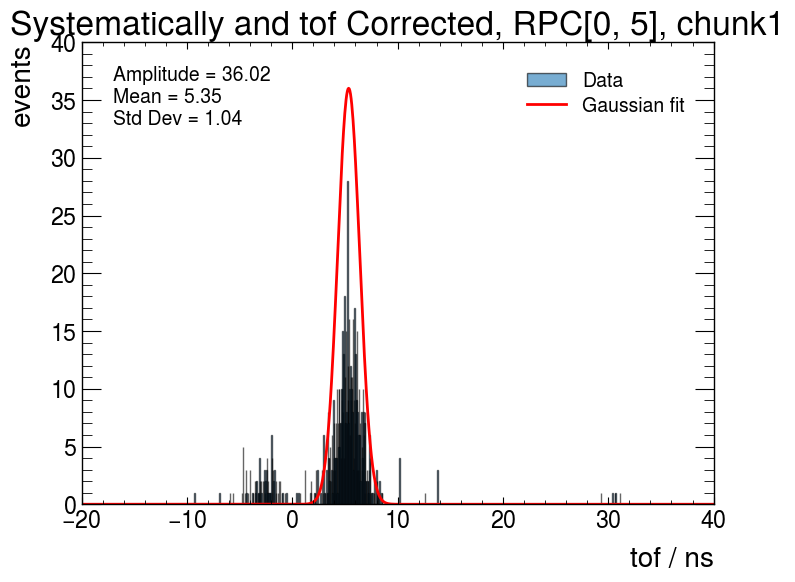 Systematically and tof Corrected, RPC[0, 5], chunk1
events
40
35
30
25
20
15
10
5
0
Amplitude = 36.02
Mean = 5.35
Std Dev = 1.04
Data
Gaussian fit
−20
−10
0
10
20
30
40
tof / ns